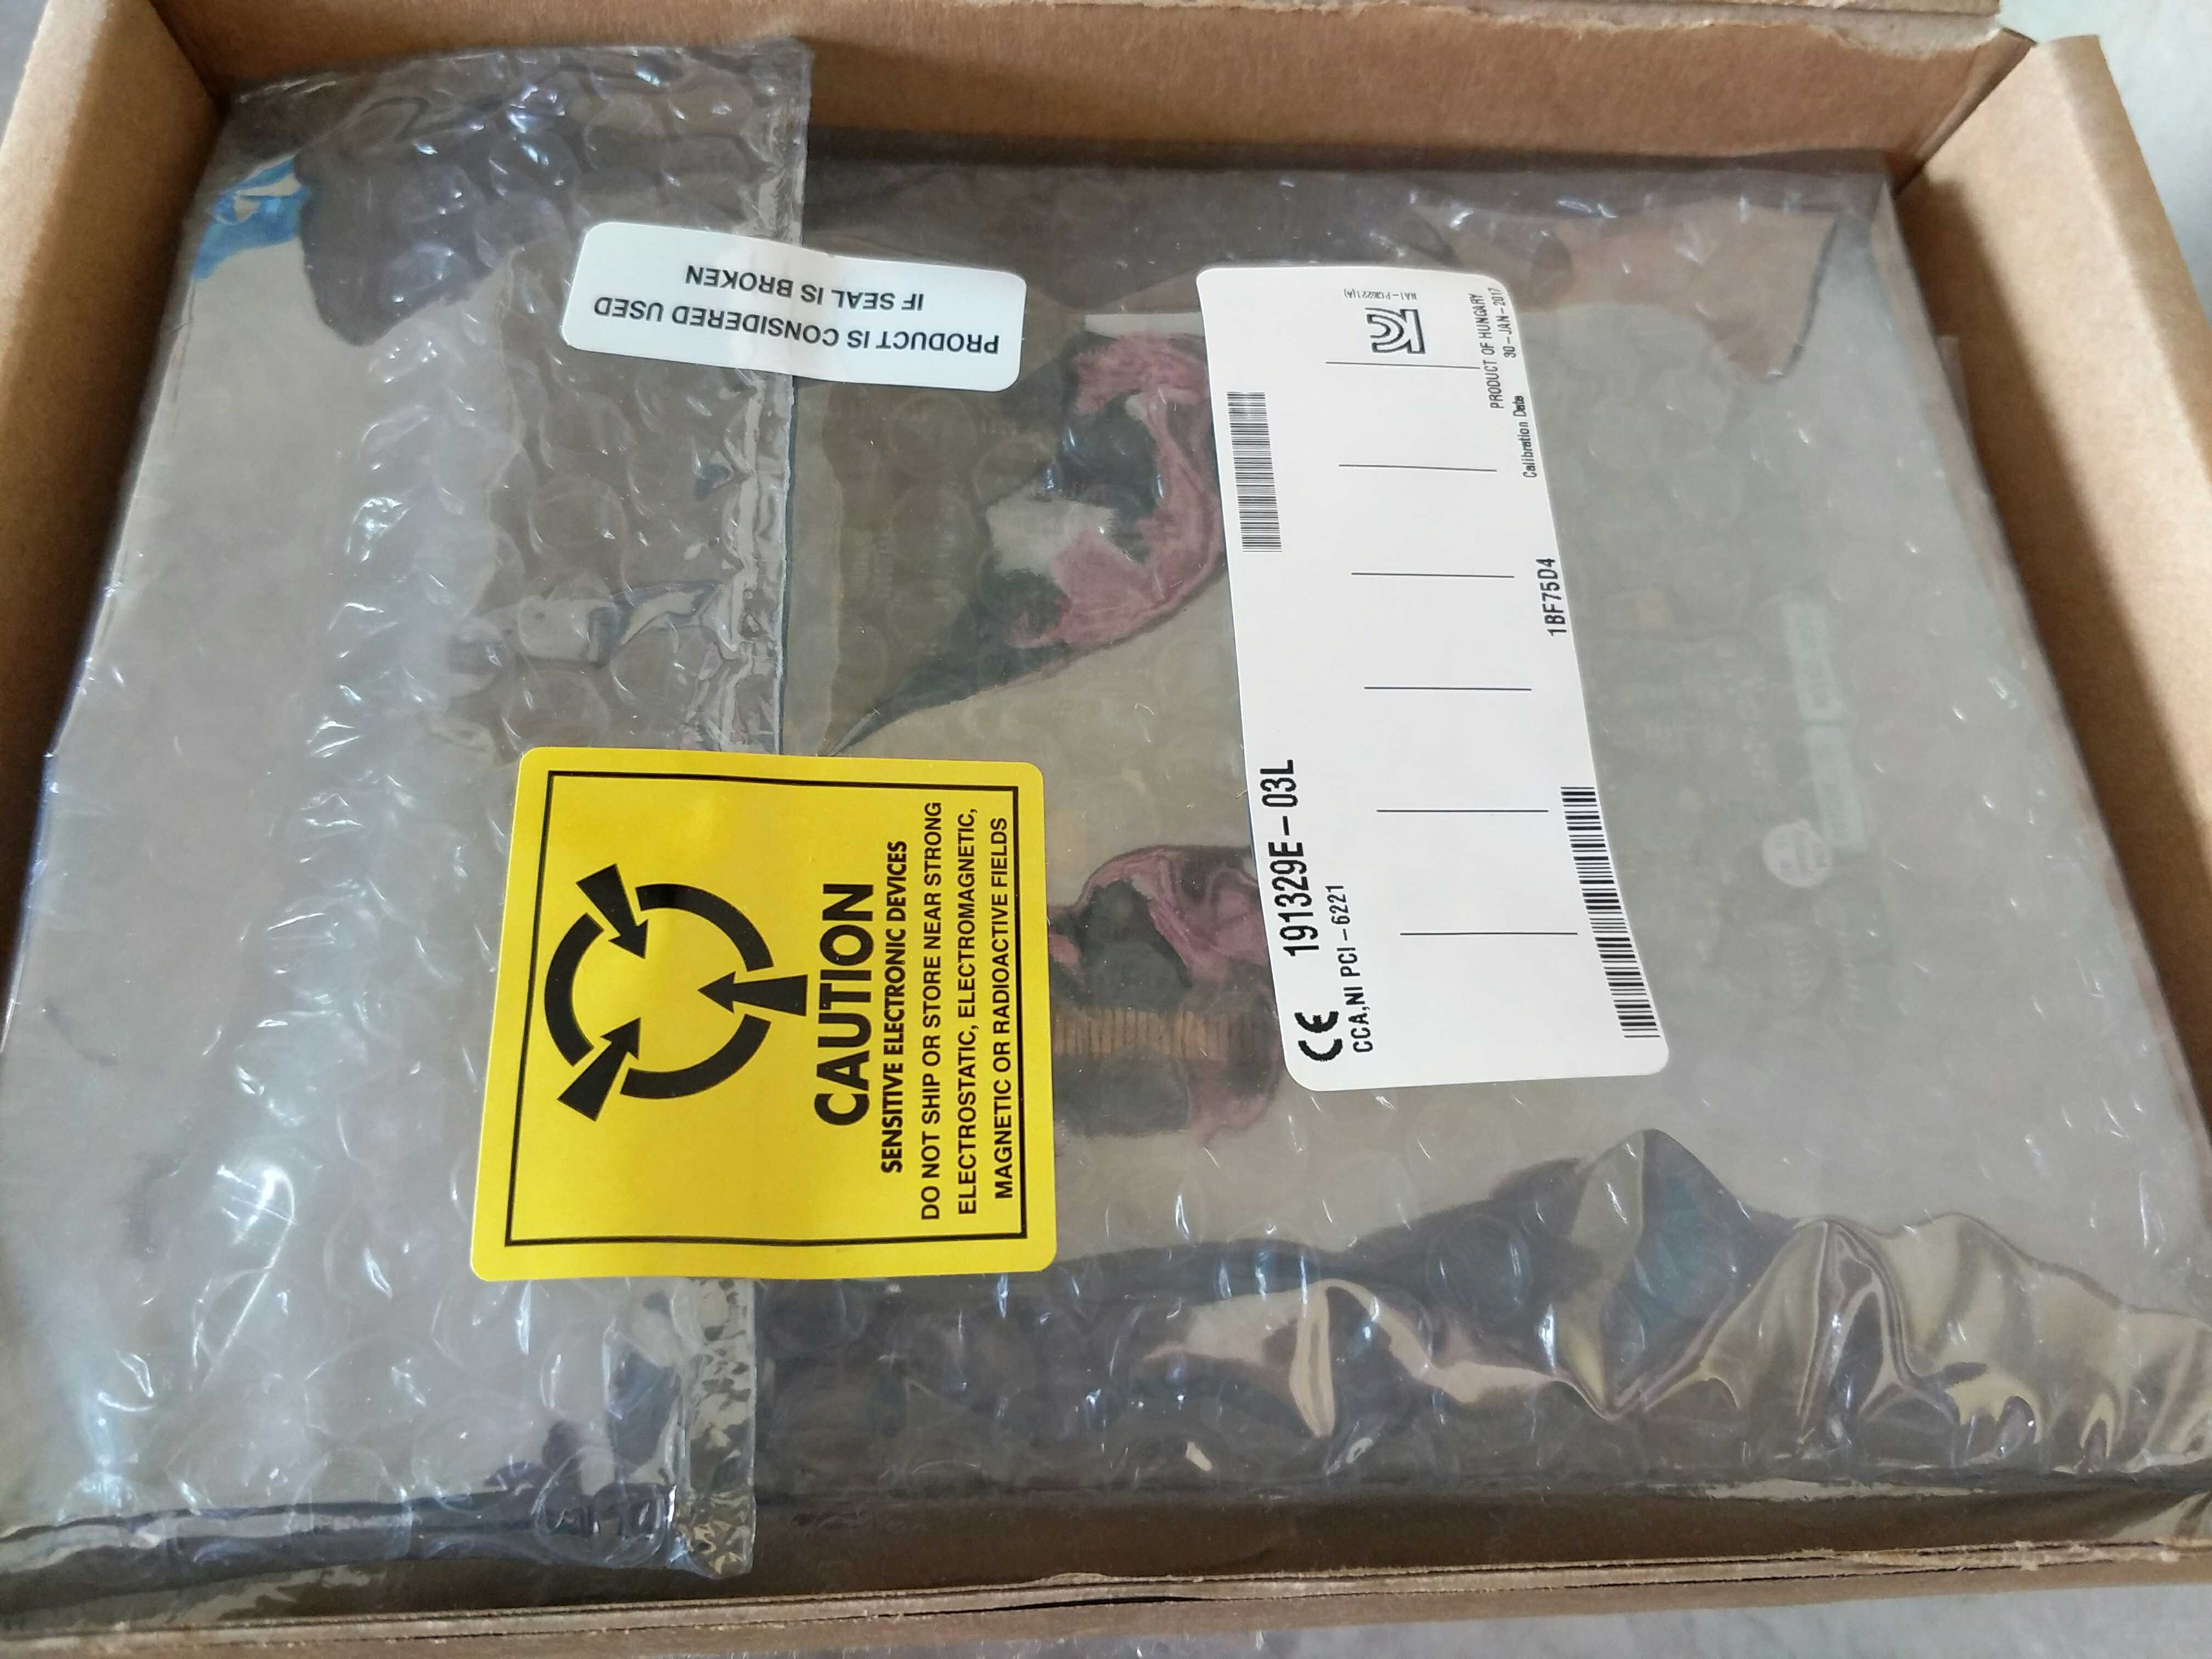 PRODUCT IS CONSIDERED USED
IF SEAL IS BROKEN
CAUTION
SENSITIVE ELECTRONIC DEVICES
DO NOT SHIP OR STORE NEAR STRONG
ELECTROSTATIC, ELECTROMAGNETIC,
MAGNETIC OR RADIOACTIVE FIELDS
CE 191329E-03L
CCA,NI PCI-6221
PRODUCT OF HUNGARY
Calibration Date 30-JAN-2017
1BF75D4